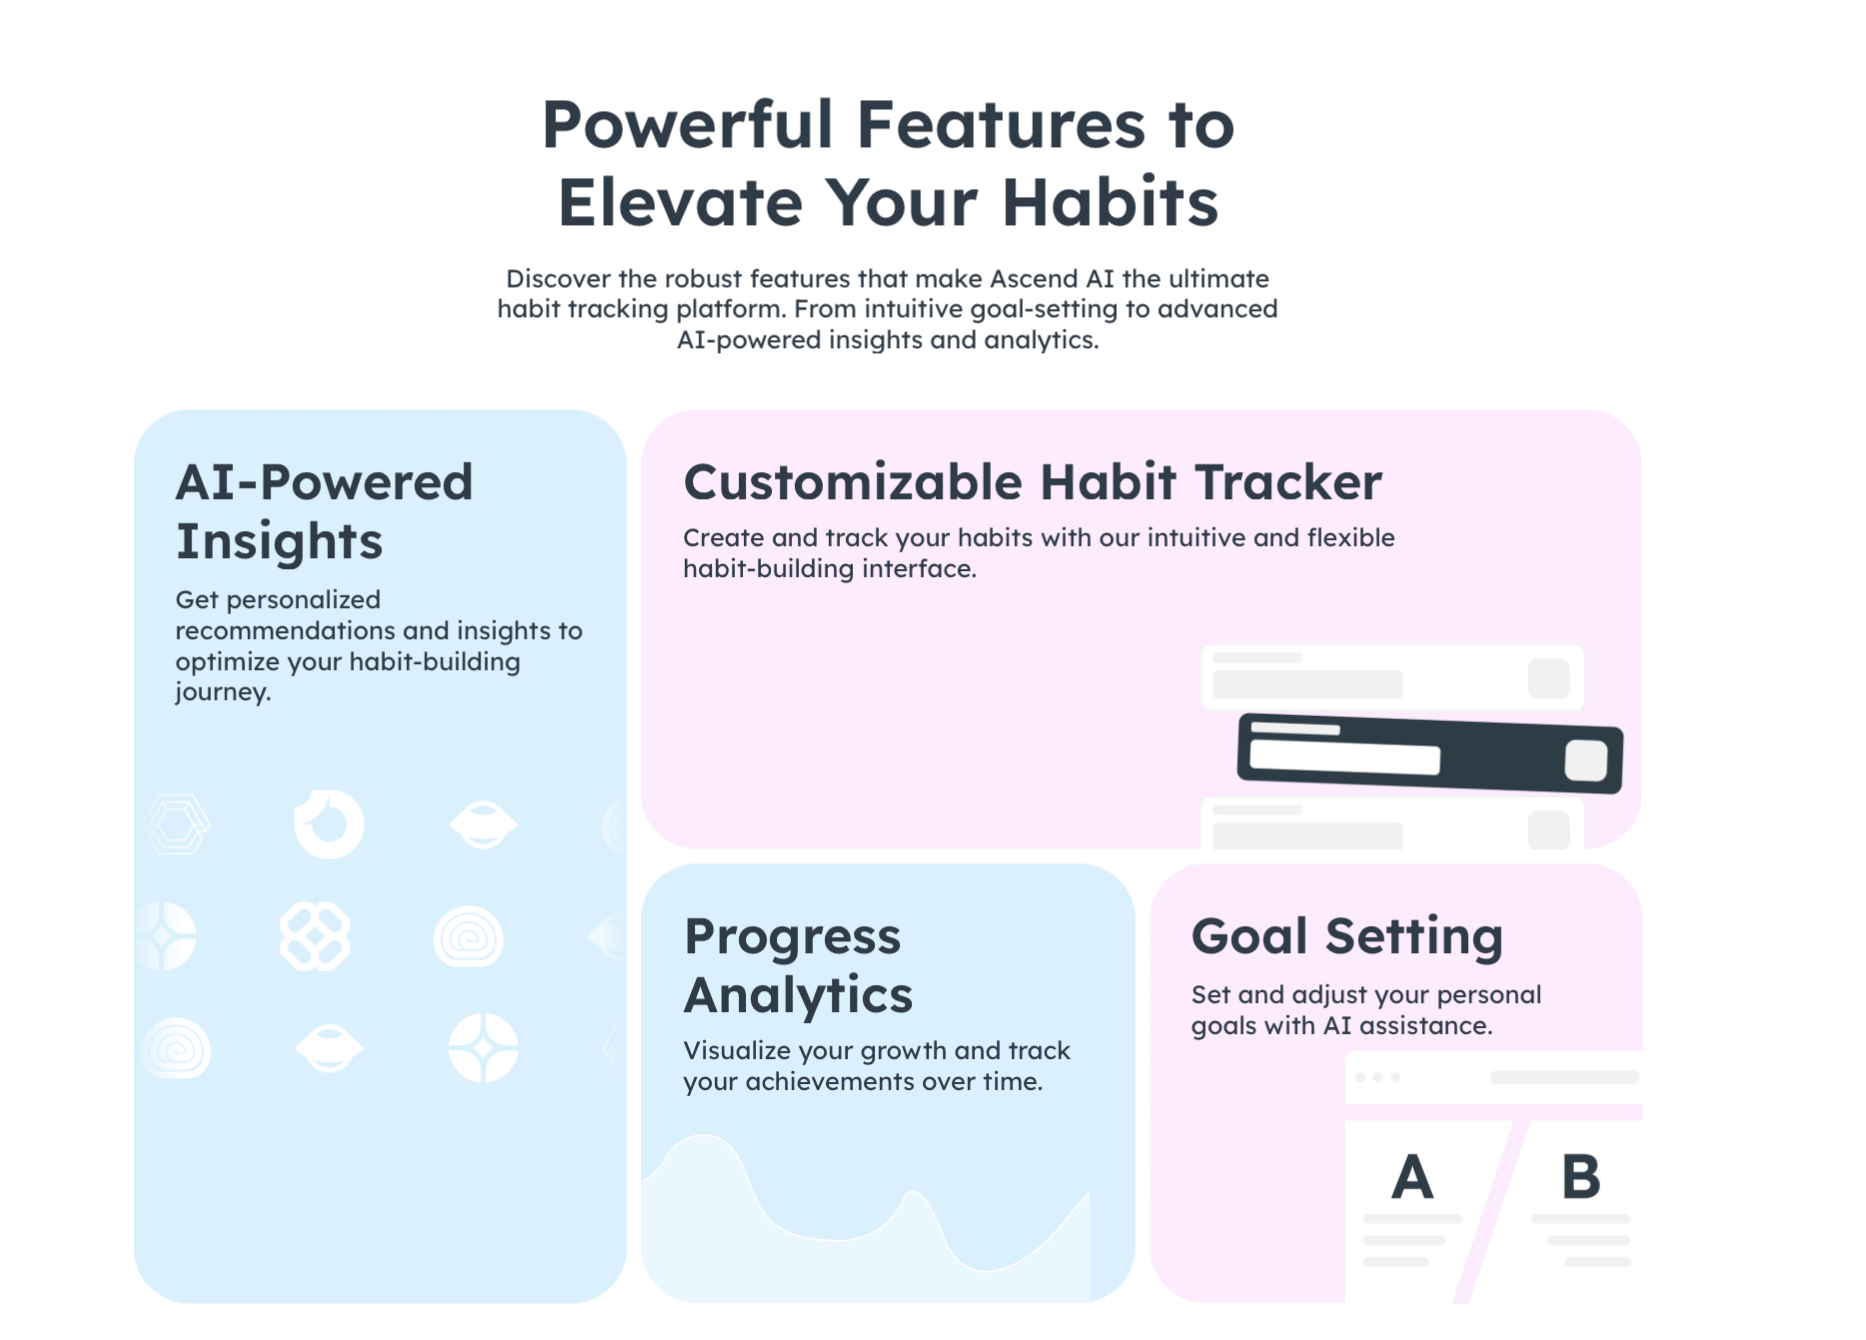 Powerful Features to
Elevate Your Habits
Discover the robust features that make Ascend AI the ultimate
habit tracking platform. From intuitive goal-setting to advanced
AI-powered insights and analytics.
AI-Powered
Insights
Get personalized
recommendations and insights to
optimize your habit-building
journey.
Customizable Habit Tracker
Create and track your habits with our intuitive and flexible
habit-building interface.
Progress
Analytics
Visualize your growth and track
your achievements over time.
Goal Setting
Set and adjust your personal
goals with AI assistance.
A B